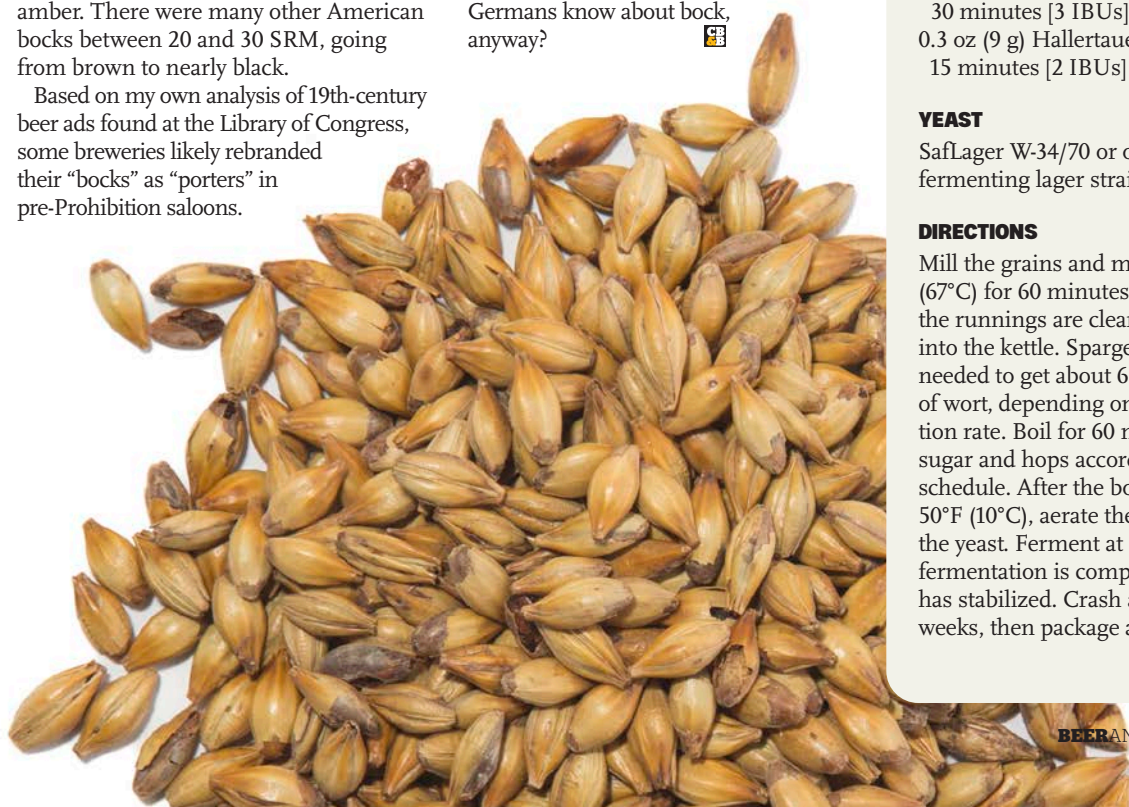 amber. There were many other American
bocks between 20 and 30 SRM, going
from brown to nearly black.
Based on my own analysis of 19th-century
beer ads found at the Library of Congress,
some breweries likely rebranded
their “bocks” as “porters” in
pre-Prohibition saloons.
Germans know about bock,
anyway?
CB
&B
30 minutes [3 IBUs]
0.3 oz (9 g) Hallertaue
15 minutes [2 IBUs]
YEAST
SafLager W-34/70 or o
fermenting lager strai
DIRECTIONS
Mill the grains and m
(67°C) for 60 minutes
the runnings are clear
into the kettle. Sparge
needed to get about 6
of wort, depending on
tion rate. Boil for 60 m
sugar and hops accor
schedule. After the bo
50°F (10°C), aerate the
the yeast. Ferment at
fermentation is comp
has stabilized. Crash a
weeks, then package a
BEERAN